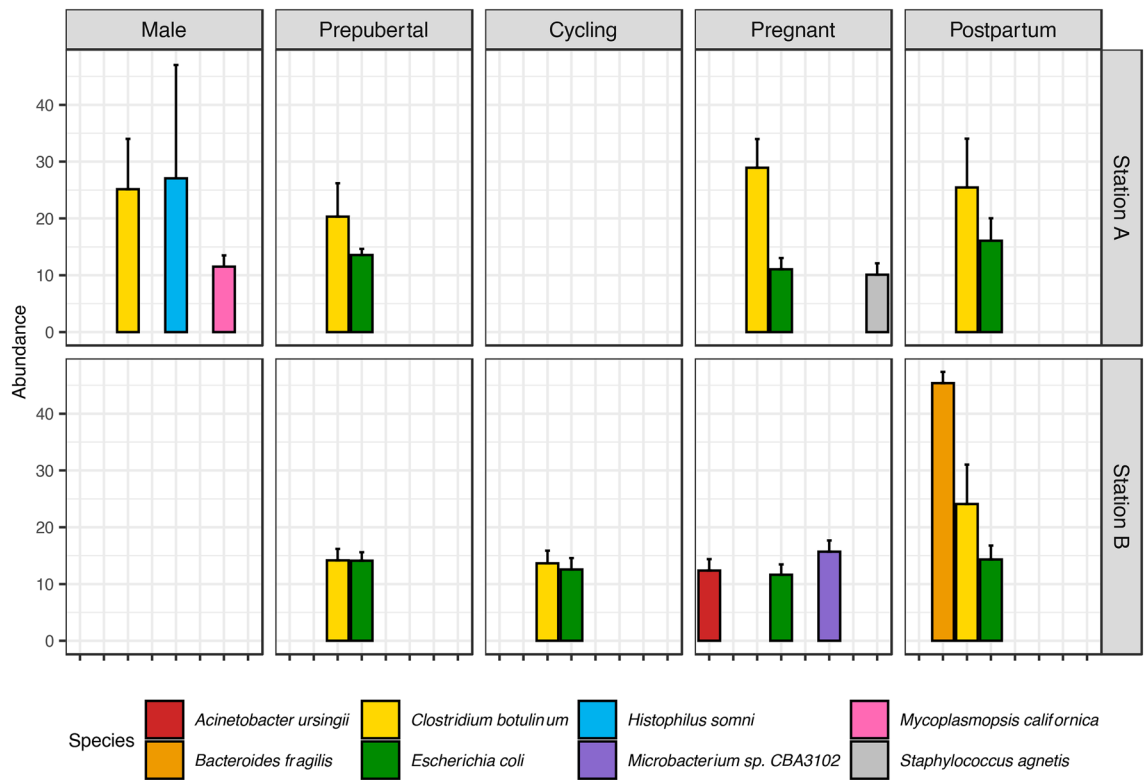 Male Prepubertal Cycling Pregnant Postpartum
40
30
20
10
0
Station A
Abundance
40
30
20
10
0
Station B
Species
Acinetobacter ursingii Clostridium botulinum Histophilus somni Mycoplasmopsis californica
Bacteroides fragilis Escherichia coli Microbacterium sp. CBA3102 Staphylococcus agnetis